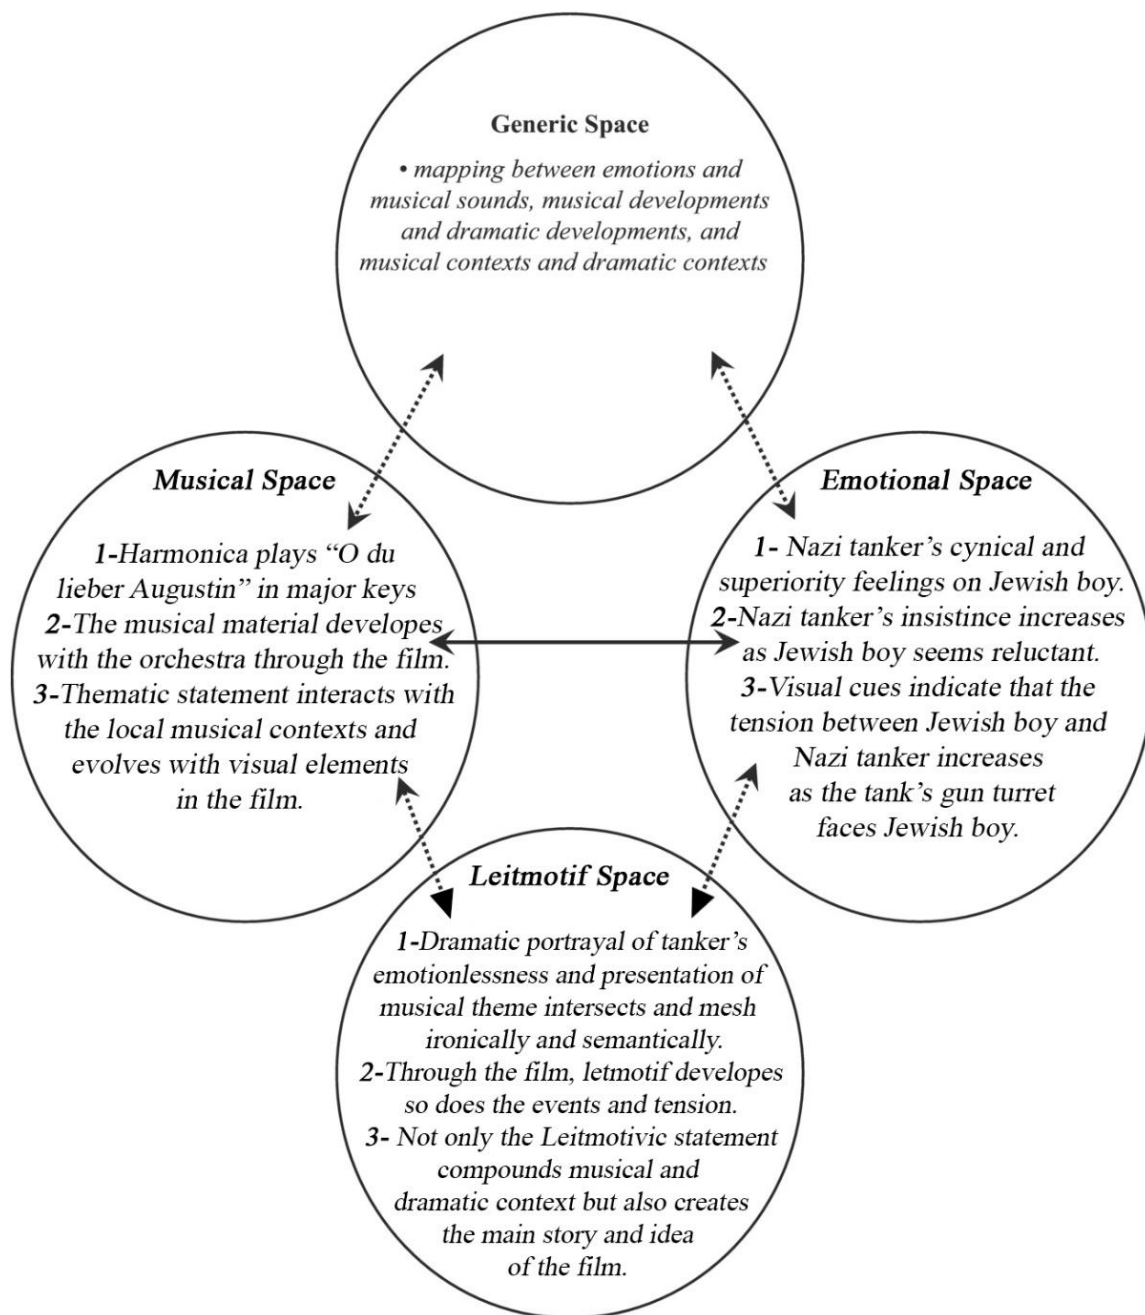 Generic Space
• mapping between emotions and
musical sounds, musical developments
and dramatic developments, and
musical contexts and dramatic contexts
Musical Space
1-Harmonica plays “O du
lieber Augustin” in major keys
2-The musical material developes
with the orchestra through the film.
3-Thematic statement interacts with
the local musical contexts and
evolves with visual elements
in the film.
Emotional Space
1- Nazi tanker’s cynical and
superiority feelings on Jewish boy.
2-Nazi tanker’s insistince increases
as Jewish boy seems reluctant.
3-Visual cues indicate that the
tension between Jewish boy and
Nazi tanker increases
as the tank’s gun turret
faces Jewish boy.
Leitmotif Space
1-Dramatic portrayal of tanker’s
emotionlessness and presentation of
musical theme intersects and mesh
ironically and semantically.
2-Through the film, letmotif developes
so does the events and tension.
3- Not only the Leitmotivic statement
compounds musical and
dramatic context but also creates
the main story and idea
of the film.